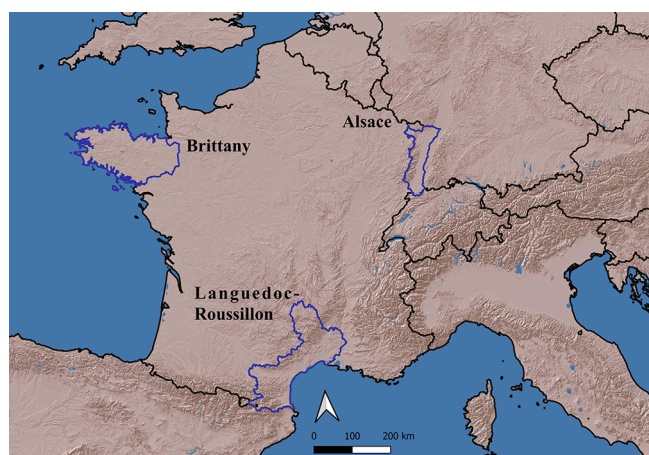 Alsace
Brittany
Languedoc-
Roussillon
0 100 200 km